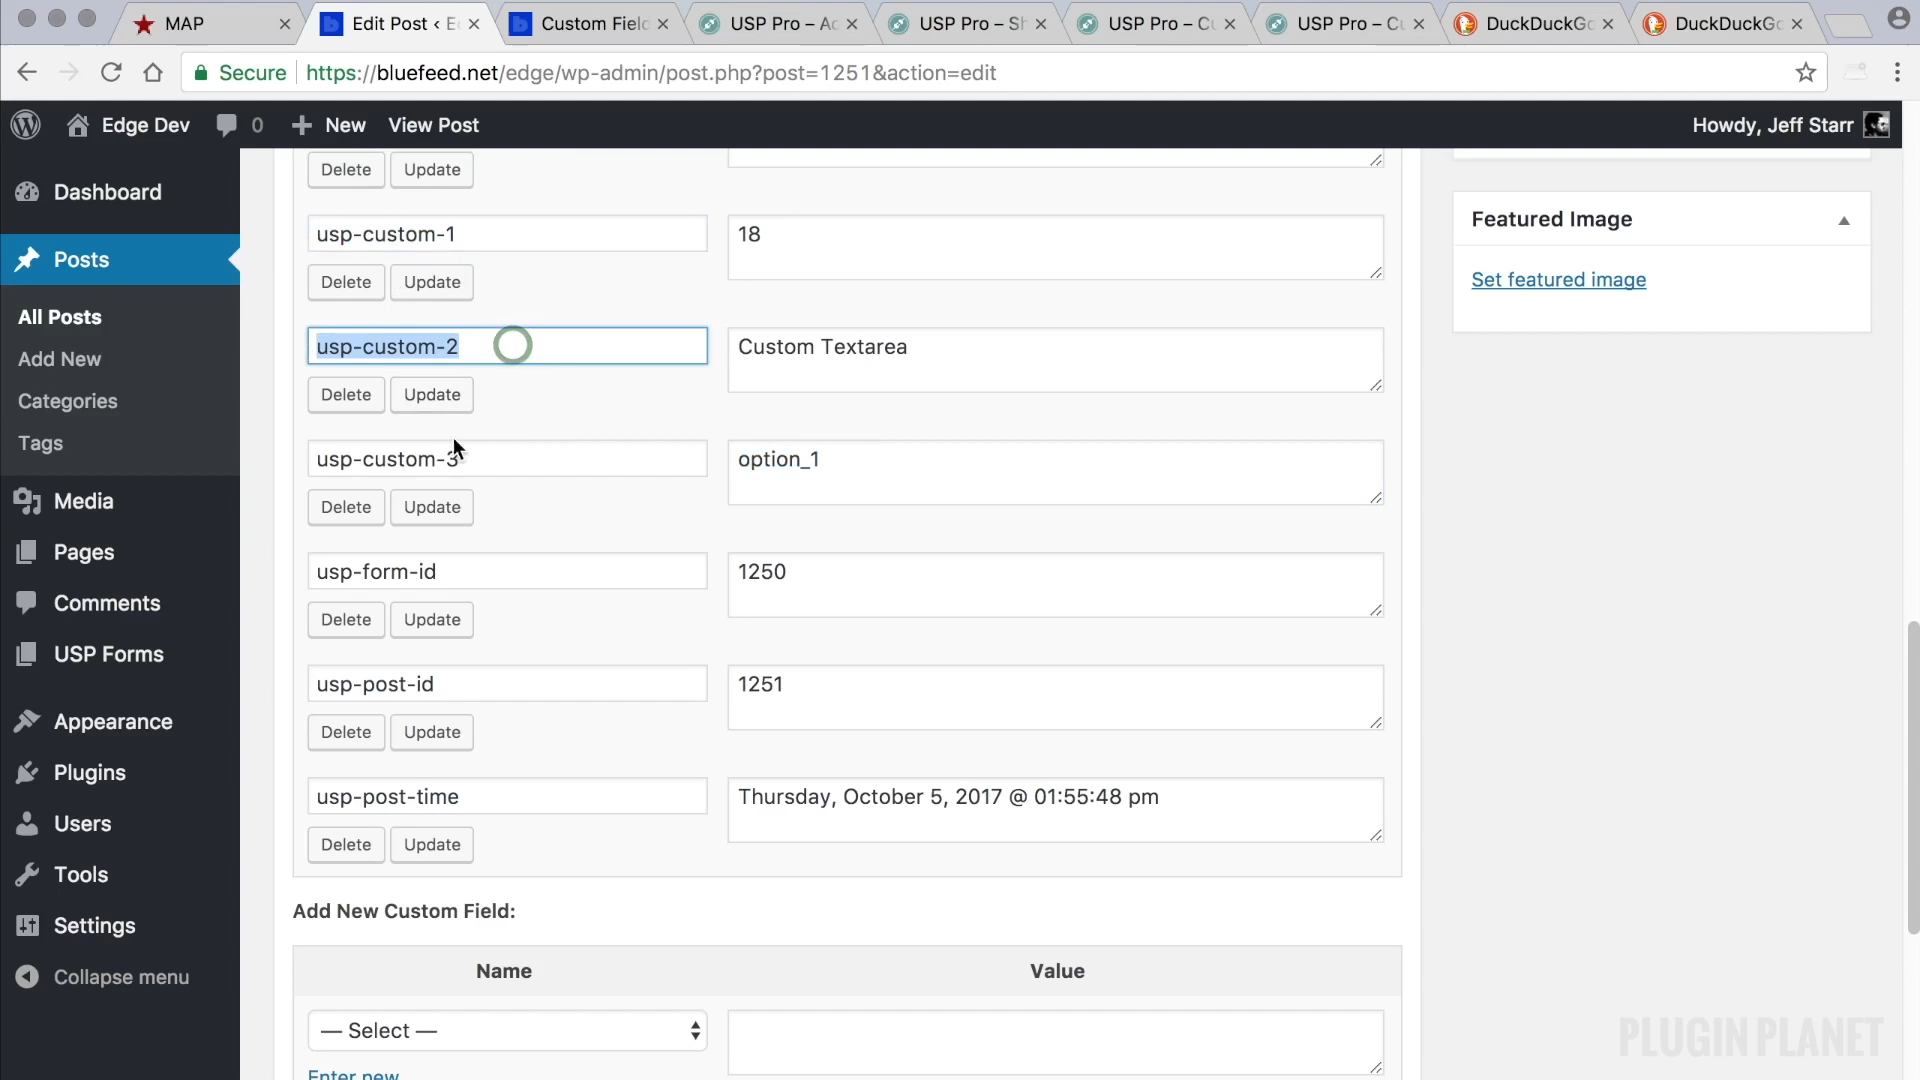 MAP
Edit Post ‹ E
Custom Field
USP Pro – Ac
USP Pro – Sh
USP Pro – Cu
USP Pro – Cu
DuckDuckGo
DuckDuckGo
Secure
https://bluefeed.net/edge/wp-admin/post.php?post=1251&action=edit
Edge Dev
0
New
View Post
Howdy, Jeff Starr
Dashboard
Posts
All Posts
Add New
Categories
Tags
Media
Pages
Comments
USP Forms
Appearance
Plugins
Users
Tools
Settings
Collapse menu
Delete Update
usp-custom-1 18
Delete Update
usp-custom-2 Custom Textarea
Delete Update
usp-custom-3 option_1
Delete Update
usp-form-id 1250
Delete Update
usp-post-id 1251
Delete Update
usp-post-time Thursday, October 5, 2017 @ 01:55:48 pm
Delete Update
Add New Custom Field:
Name Value
— Select —
Enter new
Featured Image
Set featured image
PLUGIN PLANET